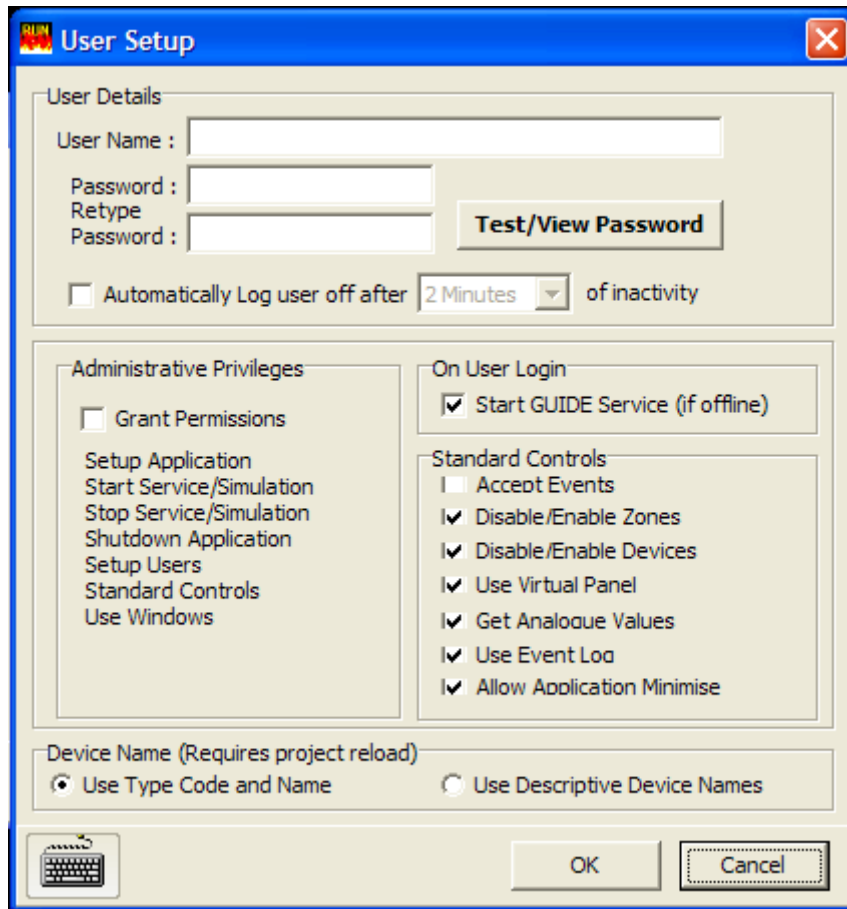 RUN
User Setup
User Details
User Name :
Password :
Retype
Password :
Test/View Password
Automatically Log user off after 2 Minutes of inactivity
Administrative Privileges
Grant Permissions
Setup Application
Start Service/Simulation
Stop Service/Simulation
Shutdown Application
Setup Users
Standard Controls
Use Windows
On User Login
Start GUIDE Service (if offline)
Standard Controls
Accept Events
Disable/Enable Zones
Disable/Enable Devices
Use Virtual Panel
Get Analogue Values
Use Event Log
Allow Application Minimise
Device Name (Requires project reload)
Use Type Code and Name
Use Descriptive Device Names
OK
Cancel